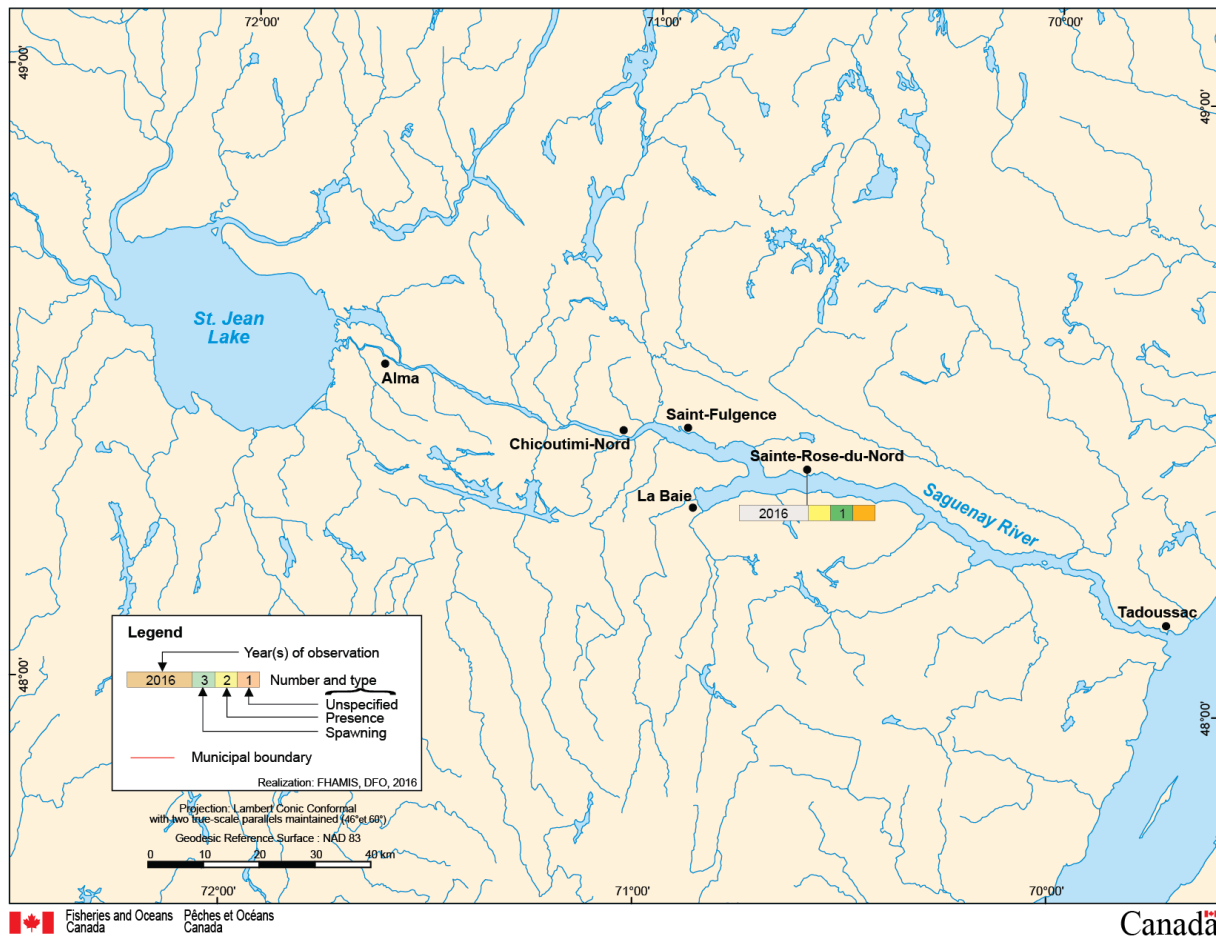 72°00'
71°00'
70°00'
49°00'
49°00'
St. Jean
Lake
Alma
Saint-Fulgence
Chicoutimi-Nord
Sainte-Rose-du-Nord
La Baie
2016
1
Saguenay River
Tadoussac
Legend
Year(s) of observation
2016
3
2
1
Number and type
Unspecified
Presence
Spawning
Municipal boundary
Realization: FHAMIS, DFO, 2016
48°00'
48°00'
Projection: Lambert Conic Conformal
with two true-scale parallels maintained (46°et 60°)
Geodesic Reference Surface : NAD 83
0 10 20 30 40 km
72°00'
71°00'
70°00'
Fisheries and Oceans Pêches et Océans
Canada Canada
Canada